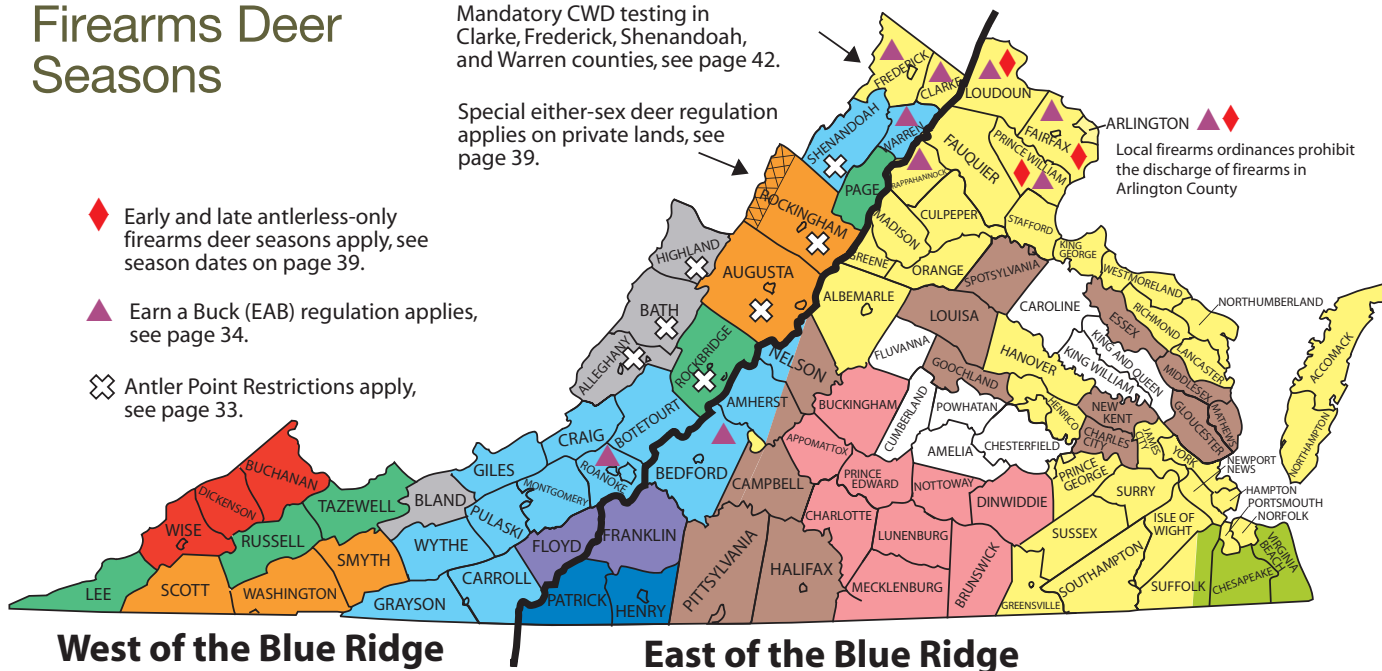 Firearms Deer
Seasons
Mandatory CWD testing in
Clarke, Frederick, Shenandoah,
and Warren counties, see page 42.
Special either-sex deer regulation
applies on private lands, see
page 39.
Early and late antlerless-only
firearms deer seasons apply, see
season dates on page 39.
Earn a Buck (EAB) regulation applies,
see page 34.
Antler Point Restrictions apply,
see page 33.
ARLINGTON
Local firearms ordinances prohibit
the discharge of firearms in
Arlington County
FREDERICK
CLARKE
LOUDOUN
SHENANDOAH
WARREN
FAIRFAX
PRINCE WILLIAM
FAUQUIER
RAPPAHANNOCK
PAGE
ROCKINGHAM
CULPEPER
MADISON
STAFFORD
GREENE
ORANGE
KING
GEORGE
HIGHLAND
AUGUSTA
SPOTSYLVANIA
WESTMORELAND
ALBEMARLE
CAROLINE
NORTHUMBERLAND
BATH
LOUISA
ESSEX
RICHMOND
ROCKBRIDGE
FLUVANNA
HANOVER
KING AND QUEEN
KING WILLIAM
LANCASTER
ACCOMACK
ALLEGHANY
NELSON
GOOCHLAND
MIDDLESEX
AMHERST
BUCKINGHAM
CUMBERLAND
POWHATAN
HENRICO
NEW
KENT
GLOUCESTER
MATHEWS
BOTETOURT
CRAIG
APPOMATTOX
AMELIA
CHESTERFIELD
CHARLES
CITY
JAMES
CITY
YORK
NORTHAMPTON
GILES
ROANOKE
BEDFORD
CAMPBELL
PRINCE
EDWARD
NOTTOWAY
PRINCE
GEORGE
NEWPORT
NEWS
BUCHANAN
BLAND
MONTGOMERY
DINWIDDIE
SURRY
HAMPTON
PORTSMOUTH
NORFOLK
DICKENSON
TAZEWELL
PULASKI
CHARLOTTE
LUNENBURG
SUSSEX
ISLE OF
WIGHT
WISE
RUSSELL
WYTHE
FLOYD
FRANKLIN
VIRGINIA
BEACH
SMYTH
CARROLL
PITTSYLVANIA
HALIFAX
MECKLENBURG
BRUNSWICK
SOUTHAMPTON
SUFFOLK
CHESAPEAKE
LEE
SCOTT
WASHINGTON
GRAYSON
PATRICK
HENRY
GREENSVILLE
West of the Blue Ridge
East of the Blue Ridge